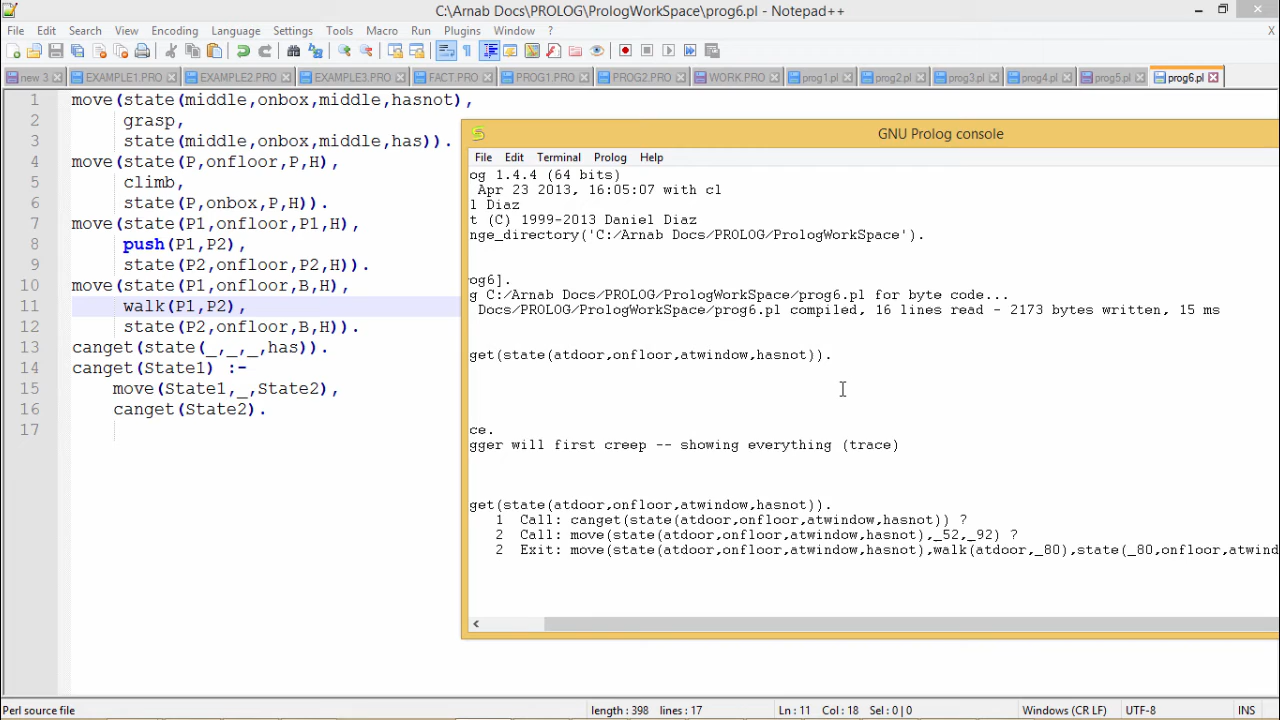 C:\Arnab Docs\PROLOG\PrologWorkSpace\prog6.pl - Notepad++
File Edit Search View Encoding Language Settings Tools Macro Run Plugins Window ?
new 3 EXAMPLE1.PRO EXAMPLE2.PRO EXAMPLE3.PRO FACT.PRO PROG1.PRO PROG2.PRO WORK.PRO prog1.pl prog2.pl prog3.pl prog4.pl prog5.pl prog6.pl
1 move(state(middle,onbox,middle,hasnot),
2 grasp,
3 state(middle,onbox,middle,has)).
4 move(state(P,onfloor,P,H),
5 climb,
6 state(P,onbox,P,H)).
7 move(state(P1,onfloor,P1,H),
8 push(P1,P2),
9 state(P2,onfloor,P2,H)).
10 move(state(P1,onfloor,B,H),
11 walk(P1,P2),
12 state(P2,onfloor,B,H)).
13 canget(state(_,_,_,has)).
14 canget(State1) :-
15 move(State1,_,State2),
16 canget(State2).
17
GNU Prolog console
File Edit Terminal Prolog Help
og 1.4.4 (64 bits)
Apr 23 2013, 16:05:07 with cl
l Diaz
t (C) 1999-2013 Daniel Diaz
nge_directory('C:/Arnab Docs/PROLOG/PrologWorkSpace').
og6].
g C:/Arnab Docs/PROLOG/PrologWorkSpace/prog6.pl for byte code...
Docs/PROLOG/PrologWorkSpace/prog6.pl compiled, 16 lines read - 2173 bytes written, 15 ms
get(state(atdoor,onfloor,atwindow,hasnot)).
ce.
gger will first creep -- showing everything (trace)
get(state(atdoor,onfloor,atwindow,hasnot)).
1 Call: canget(state(atdoor,onfloor,atwindow,hasnot)) ?
2 Call: move(state(atdoor,onfloor,atwindow,hasnot),_52,_92) ?
2 Exit: move(state(atdoor,onfloor,atwindow,hasnot),walk(atdoor,_80),state(_80,onfloor,atwind
Perl source file length : 398 lines : 17 Ln : 11 Col : 18 Sel : 0 | 0 Windows (CR LF) UTF-8 INS